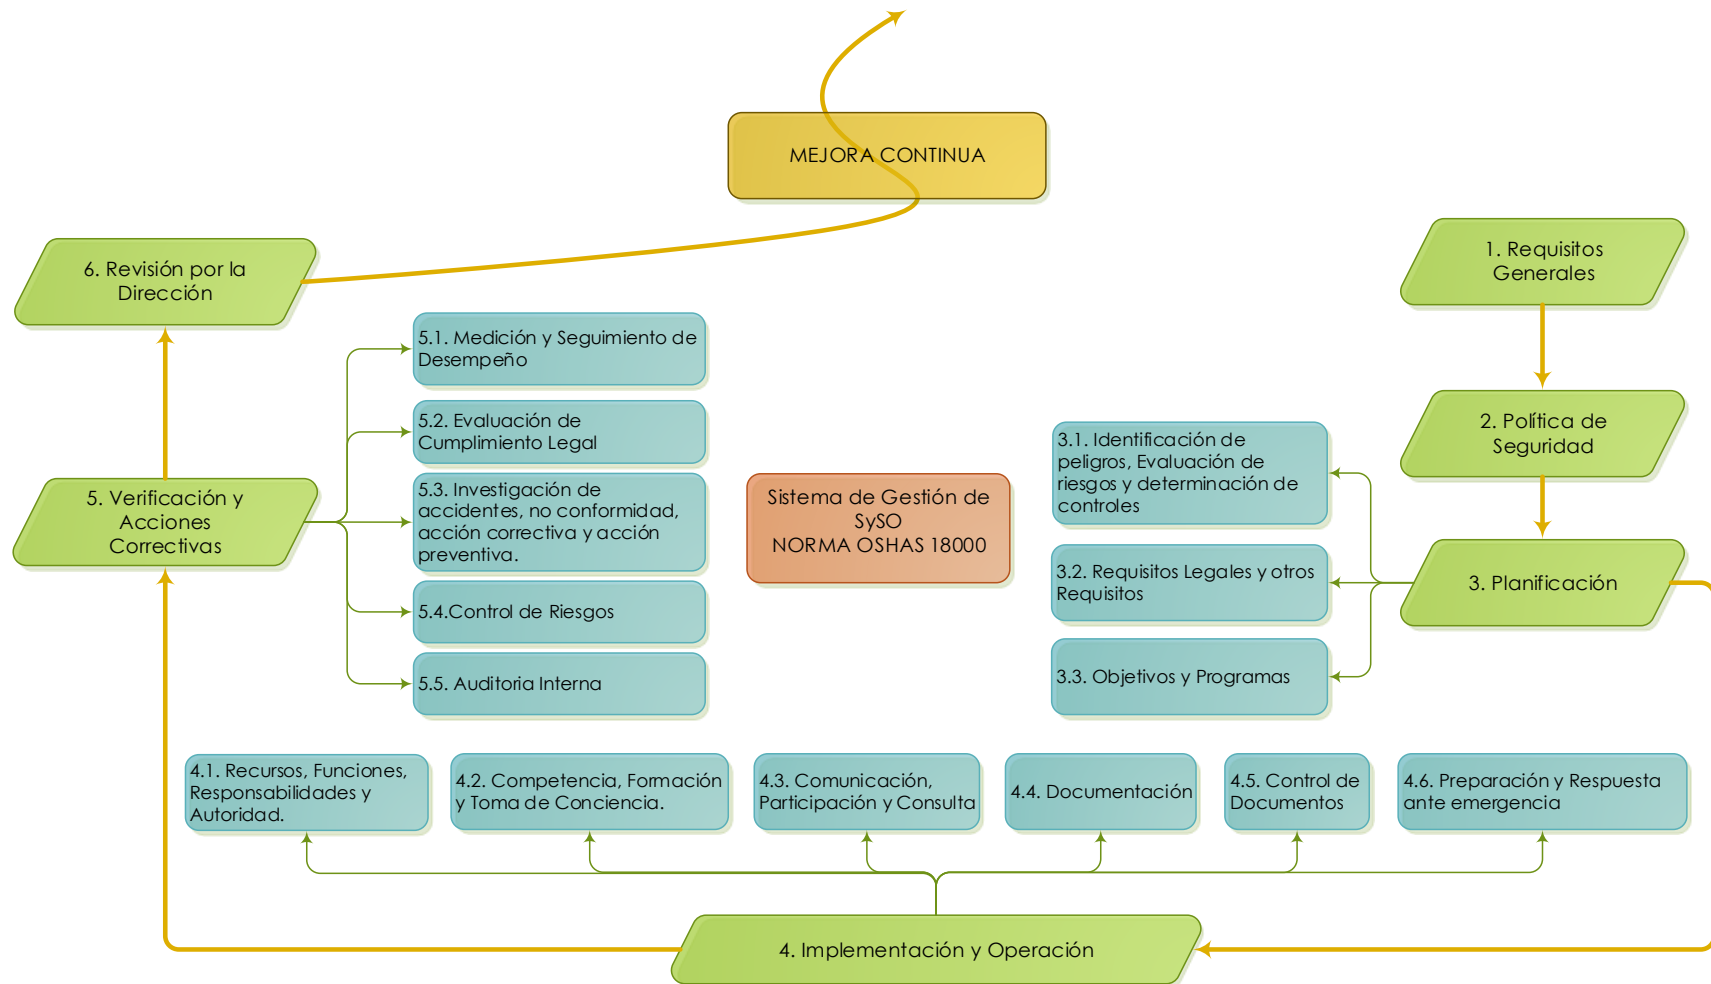 MEJORA CONTINUA
1. Requisitos
Generales
6. Revisión por la
Dirección
5.1. Medición y Seguimiento de
Desempeño
2. Política de
Seguridad
5.2. Evaluación de
Cumplimiento Legal
3.1. Identificación de
peligros, Evaluación de
riesgos y determinación de
controles
5. Verificación y
Acciones
Correctivas
5.3. Investigación de
accidentes, no conformidad,
acción correctiva y acción
preventiva.
Sistema de Gestión de
SySO
NORMA OSHAS 18000
3.2. Requisitos Legales y otros
Requisitos
3. Planificación
5.4.Control de Riesgos
5.5. Auditoria Interna
3.3. Objetivos y Programas
4.1. Recursos, Funciones,
Responsabilidades y
Autoridad.
4.2. Competencia, Formación
y Toma de Conciencia.
4.3. Comunicación,
Participación y Consulta
4.4. Documentación
4.5. Control de
Documentos
4.6. Preparación y Respuesta
ante emergencia
4. Implementación y Operación